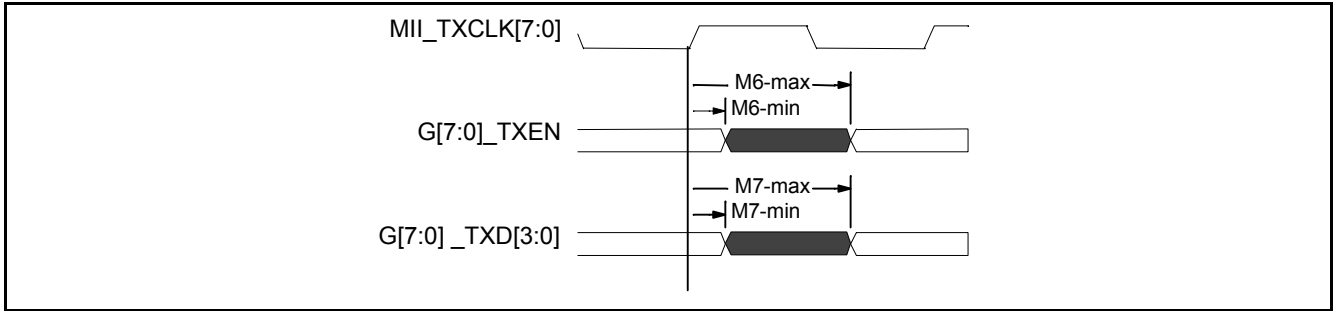 MII_TXCLK[7:0]
M6-max
M6-min
G[7:0]_TXEN
M7-max
M7-min
G[7:0] _TXD[3:0]